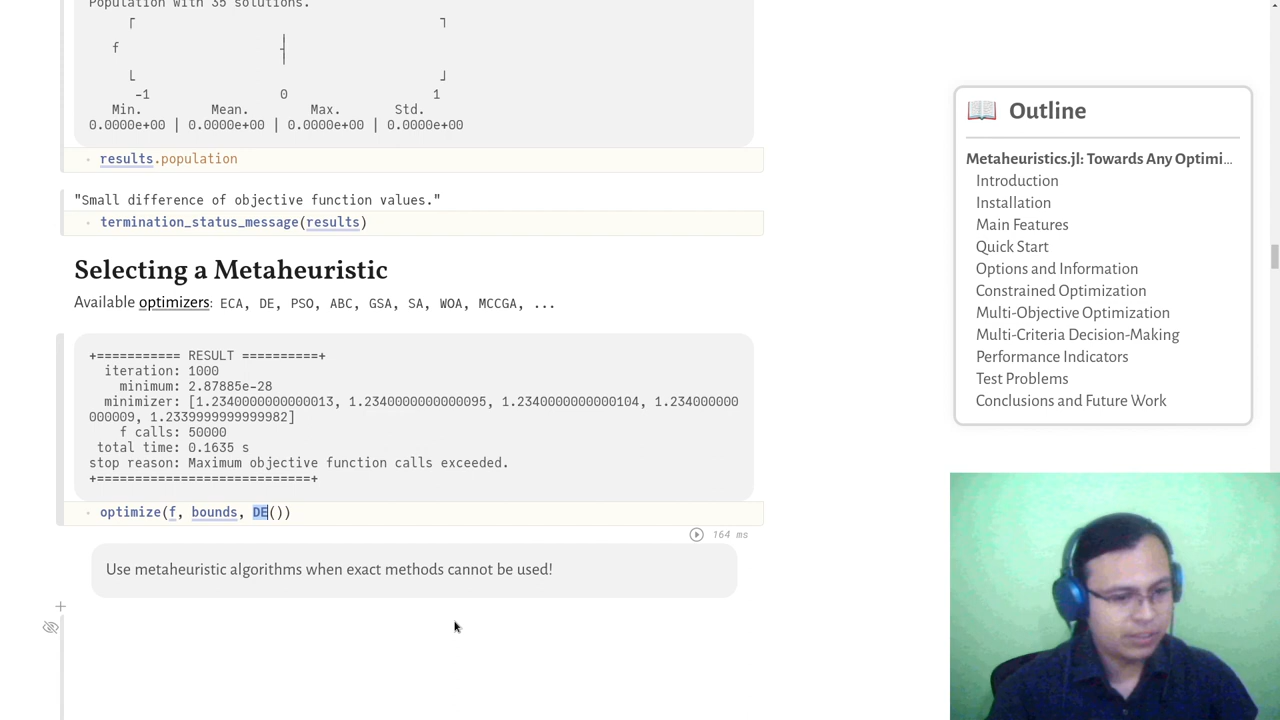 Population with 35 solutions.
f
-1 0 1
Min. Mean. Max. Std.
0.0000e+00 | 0.0000e+00 | 0.0000e+00 | 0.0000e+00
results.population
"Small difference of objective function values."
termination_status_message(results)
Selecting a Metaheuristic
Available optimizers: ECA, DE, PSO, ABC, GSA, SA, WOA, MCCGA, ...
+=========== RESULT ==========+
iteration: 1000
minimum: 2.87885e-28
minimizer: [1.2340000000000013, 1.2340000000000095, 1.2340000000000104, 1.234000000
000009, 1.2339999999999982]
f calls: 50000
total time: 0.1635 s
stop reason: Maximum objective function calls exceeded.
+============================+
optimize(f, bounds, DE())
164 ms
Use metaheuristic algorithms when exact methods cannot be used!
📖 Outline
Metaheuristics.jl: Towards Any Optimi...
Introduction
Installation
Main Features
Quick Start
Options and Information
Constrained Optimization
Multi-Objective Optimization
Multi-Criteria Decision-Making
Performance Indicators
Test Problems
Conclusions and Future Work